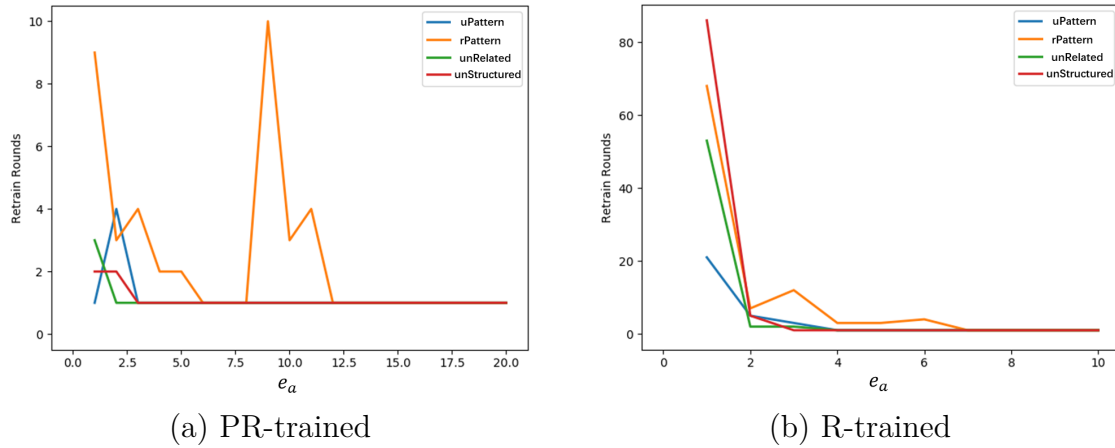 10
8
6
4
2
0
Retrain Rounds
0.0 2.5 5.0 7.5 10.0 12.5 15.0 17.5 20.0
e_a
uPattern
rPattern
unRelated
unStructured
(a) PR-trained
80
60
40
20
0
Retrain Rounds
0 2 4 6 8 10
e_a
uPattern
rPattern
unRelated
unStructured
(b) R-trained